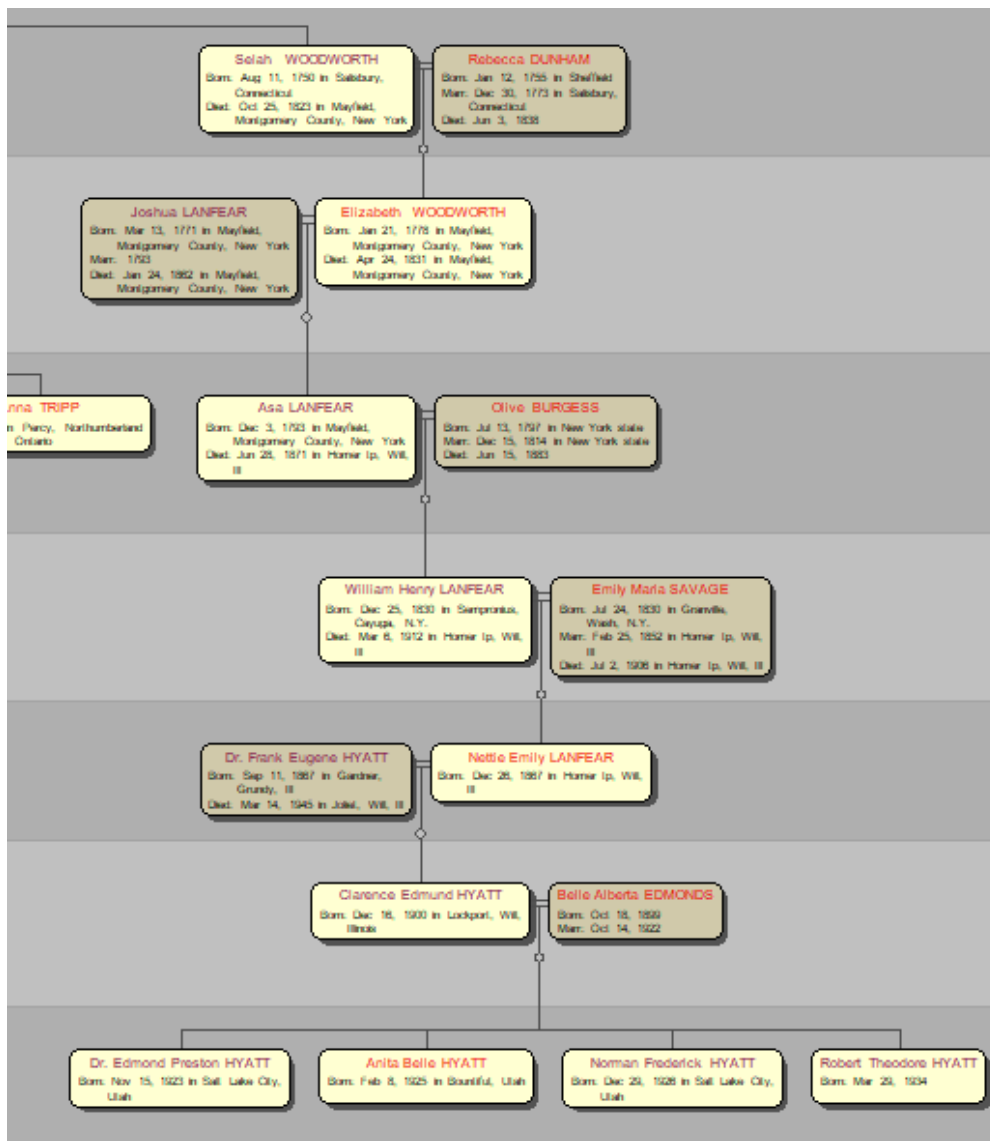 Selah WOODWORTH
Born: Aug 11, 1750 in Salisbury,
Connecticut
Died: Oct 25, 1823 in Mayfield,
Montgomery County, New York
Rebecca DUNHAM
Born: Jan 12, 1755 in Sheffield
Marr: Dec 30, 1773 in Salisbury,
Connecticut
Died: Jun 3, 1838
Joshua LANFEAR
Born: Mar 13, 1771 in Mayfield,
Montgomery County, New York
Marr: 1793
Died: Jan 24, 1862 in Mayfield,
Montgomery County, New York
Elizabeth WOODWORTH
Born: Jan 21, 1778 in Mayfield,
Montgomery County, New York
Died: Apr 24, 1831 in Mayfield,
Montgomery County, New York
nna TRIPP
n Percy, Northumberland
Ontario
Asa LANFEAR
Born: Dec 3, 1793 in Mayfield,
Montgomery County, New York
Died: Jun 28, 1871 in Homer tp, Will,
Ill
Olive BURGESS
Born: Jul 13, 1797 in New York state
Marr: Dec 15, 1814 in New York state
Died: Jun 15, 1883
William Henry LANFEAR
Born: Dec 25, 1830 in Sempronius,
Cayuga, N.Y.
Died: Mar 6, 1912 in Homer tp, Will,
Ill
Emily Maria SAVAGE
Born: Jul 24, 1830 in Granville,
Wash, N.Y.
Marr: Feb 25, 1852 in Homer tp, Will,
Ill
Died: Jul 2, 1906 in Homer tp, Will, Ill
Dr. Frank Eugene HYATT
Born: Sep 11, 1867 in Gardner,
Grundy, Ill
Died: Mar 14, 1945 in Joliet, Will, Ill
Nettie Emily LANFEAR
Born: Dec 26, 1867 in Homer tp, Will,
Ill
Clarence Edmund HYATT
Born: Dec 16, 1900 in Lockport, Will,
Illinois
Belle Alberta EDMONDS
Born: Oct 18, 1899
Marr: Oct 14, 1922
Dr. Edmond Preston HYATT
Born: Nov 15, 1923 in Salt Lake City,
Utah
Anita Belle HYATT
Born: Feb 8, 1925 in Bountiful, Utah
Norman Frederick HYATT
Born: Dec 29, 1926 in Salt Lake City,
Utah
Robert Theodore HYATT
Born: Mar 29, 1934